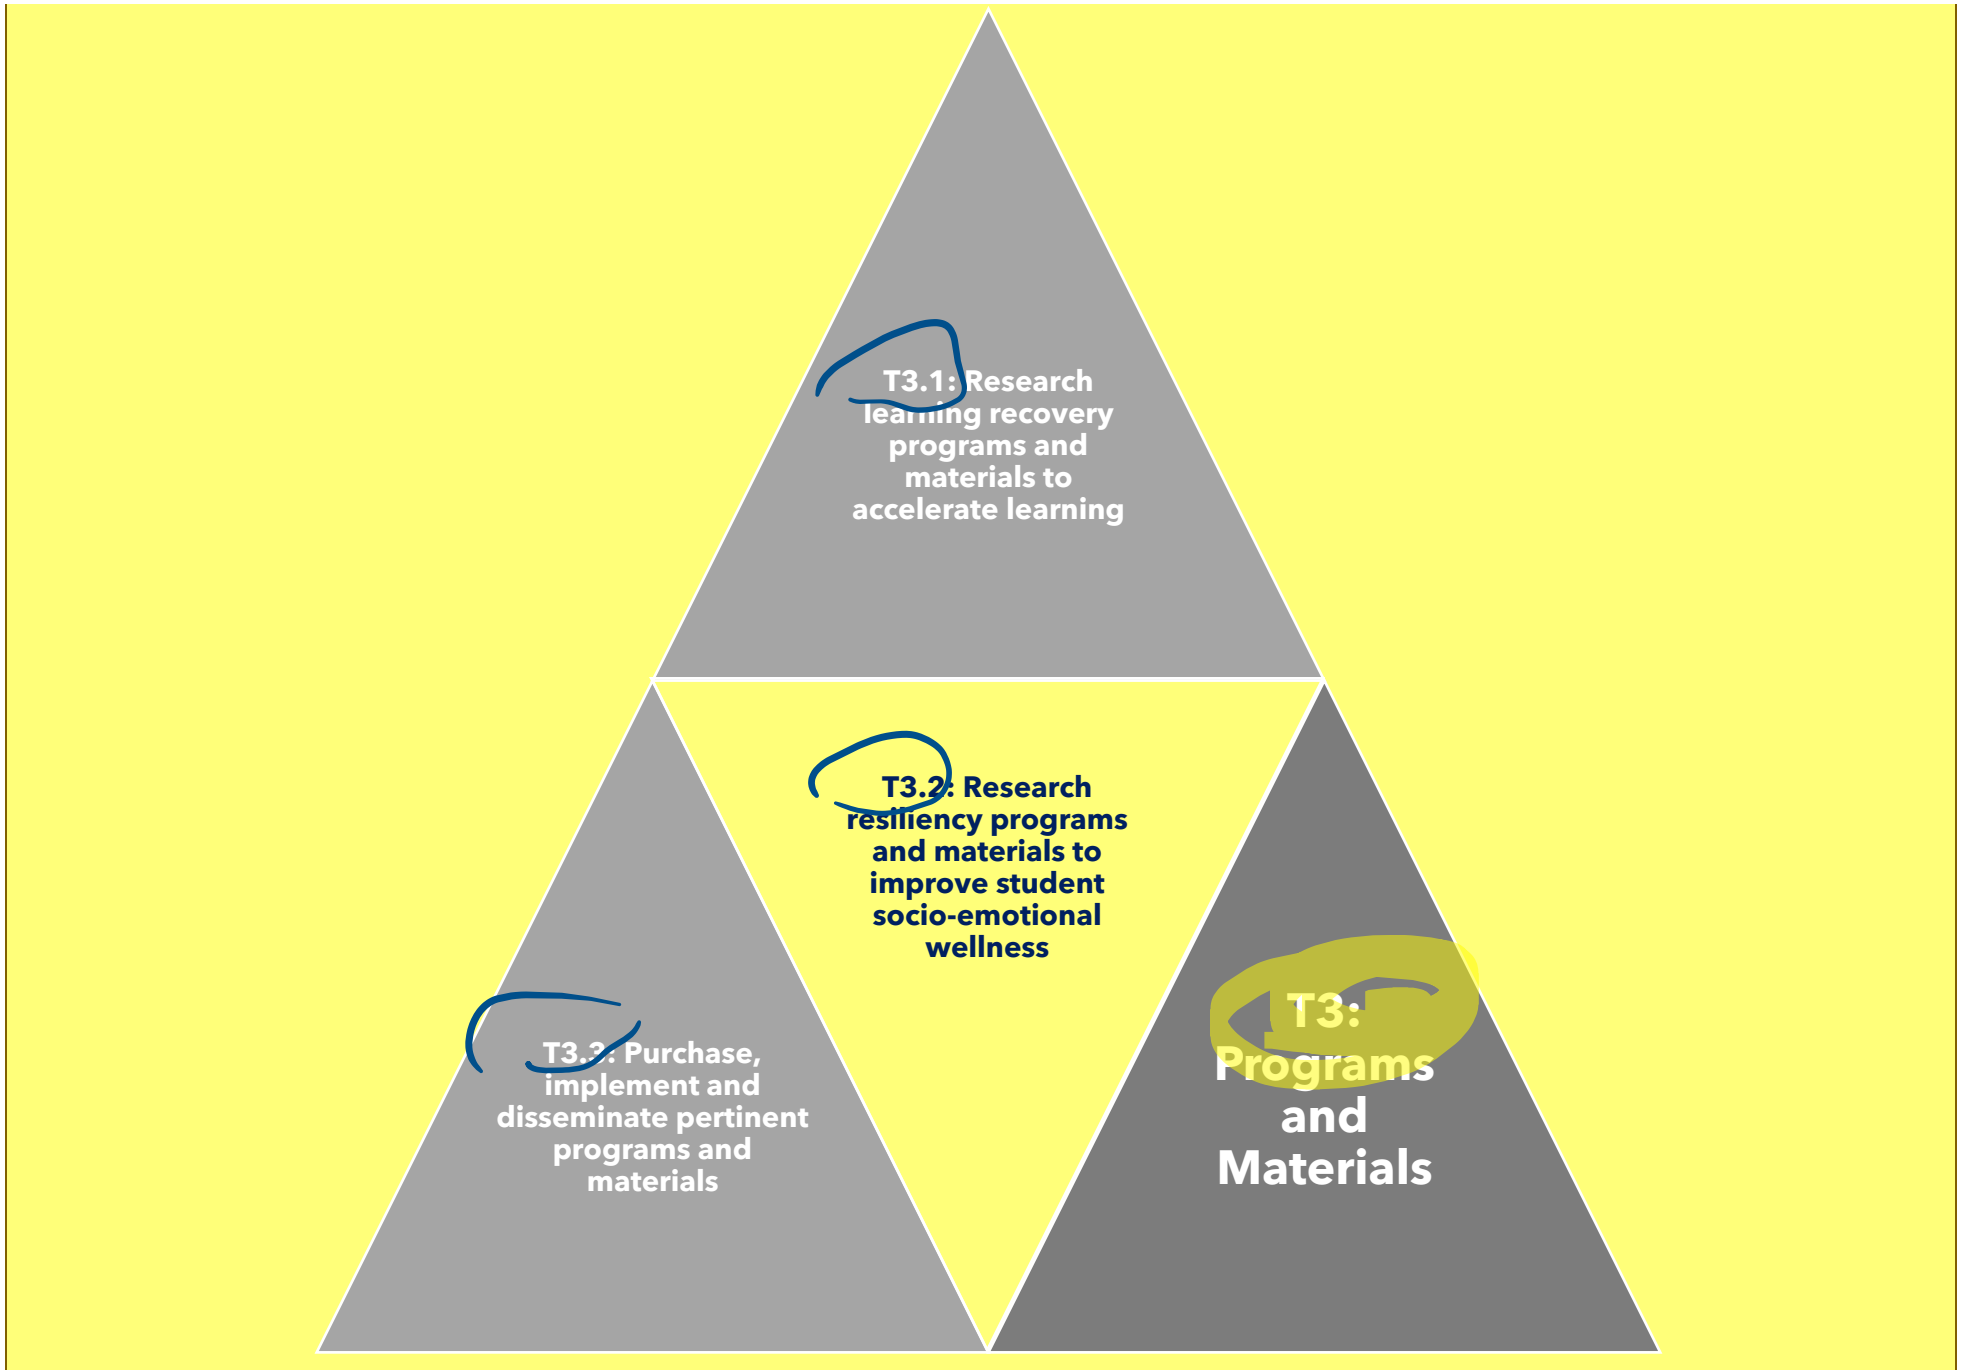 T3.1: Research
learning recovery
programs and
materials to
accelerate learning
T3.2: Research
resiliency programs
and materials to
improve student
socio-emotional
wellness
T3.3: Purchase,
implement and
disseminate pertinent
programs and
materials
T3:
Programs
and
Materials